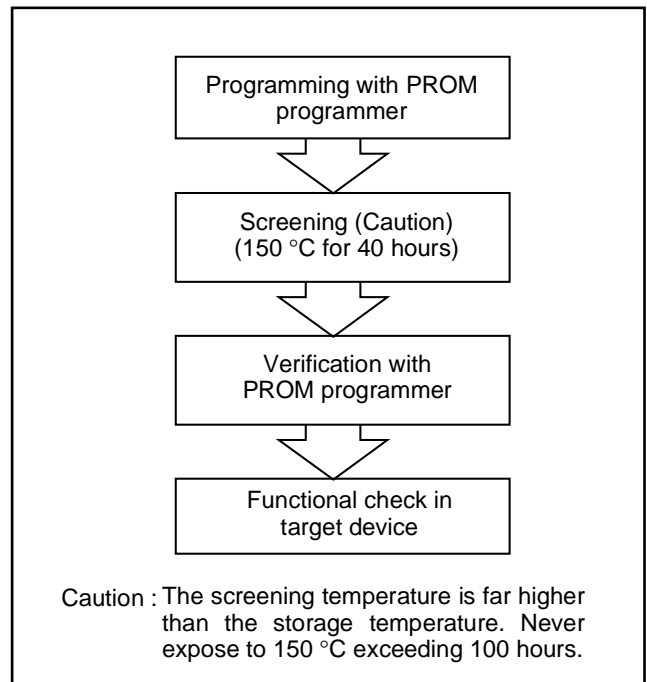 Programming with PROM
programmer
Screening (Caution)
(150 °C for 40 hours)
Verification with
PROM programmer
Functional check in
target device
Caution : The screening temperature is far higher
than the storage temperature. Never
expose to 150 °C exceeding 100 hours.